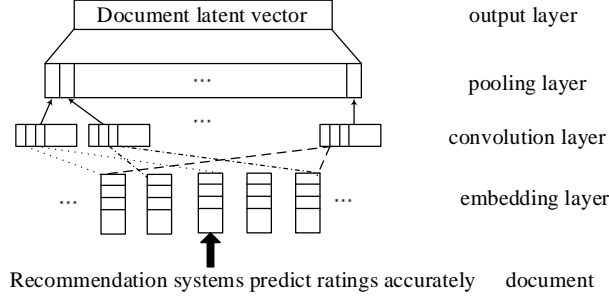 Document latent vector output layer
... pooling layer
...
convolution layer
... ... embedding layer
Recommendation systems predict ratings accurately document